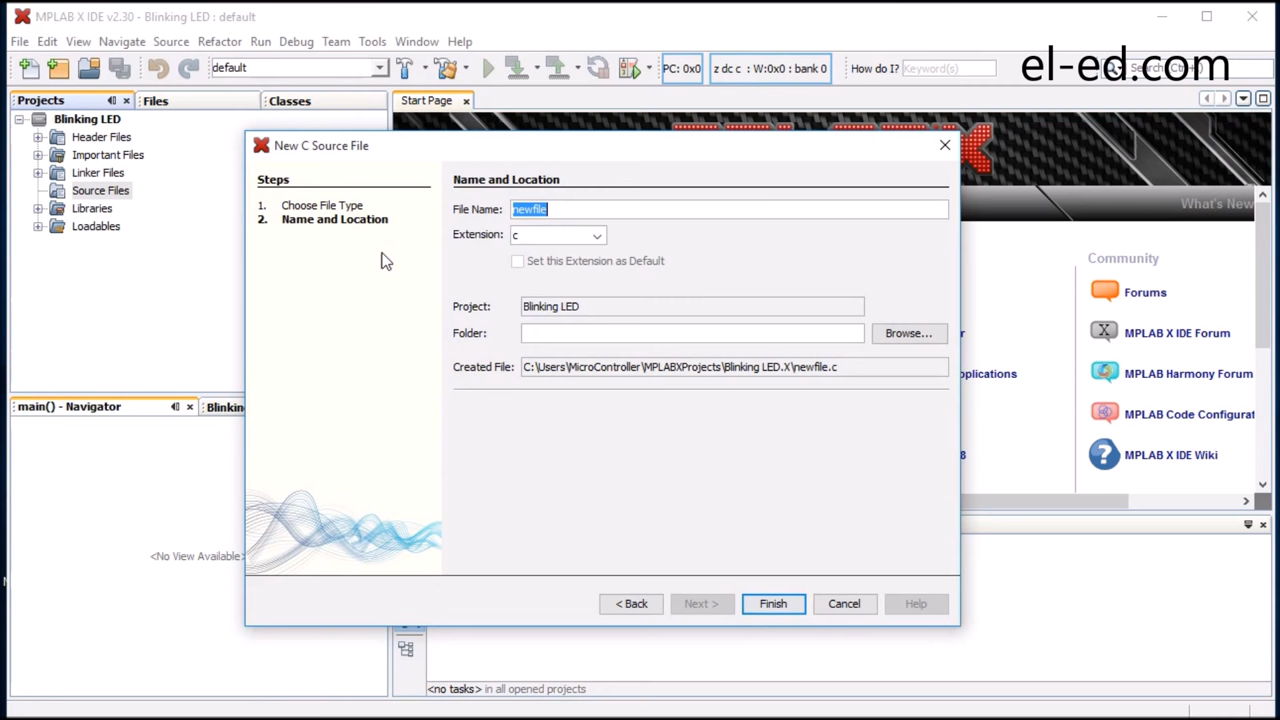 MPLAB X IDE v2.30 - Blinking LED : default
File Edit View Navigate Source Refactor Run Debug Team Tools Window Help
default
PC: 0x0
z dc c : W:0x0 : bank 0
How do I? Keyword(s)
Search (Ctrl+I)
el-ed.com
Projects
Files
Classes
Start Page
Blinking LED
Header Files
Important Files
Linker Files
Source Files
Libraries
Loadables
New C Source File
Steps
1. Choose File Type
2. Name and Location
Name and Location
File Name: newfile
Extension: c
Set this Extension as Default
Project: Blinking LED
Folder:
Browse...
Created File: C:\Users\MicroController\MPLABXProjects\Blinking LED.X\newfile.c
< Back
Next >
Finish
Cancel
Help
What's New
Community
Forums
MPLAB X IDE Forum
MPLAB Harmony Forum
MPLAB Code Configurat
MPLAB X IDE Wiki
r
pplications
8
main() - Navigator
Blinkin
<No View Available>
<no tasks> in all opened projects